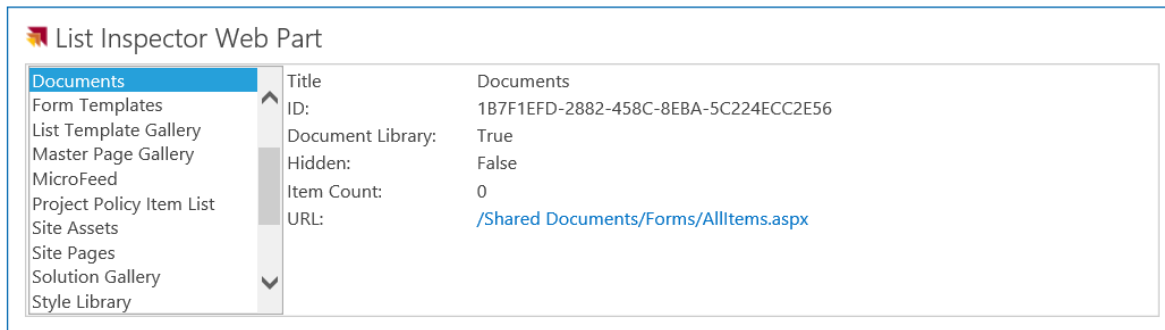 List Inspector Web Part
Documents
Form Templates
List Template Gallery
Master Page Gallery
MicroFeed
Project Policy Item List
Site Assets
Site Pages
Solution Gallery
Style Library
Title Documents
ID: 1B7F1EFD-2882-458C-8EBA-5C224ECC2E56
Document Library: True
Hidden: False
Item Count: 0
URL: /Shared Documents/Forms/AllItems.aspx